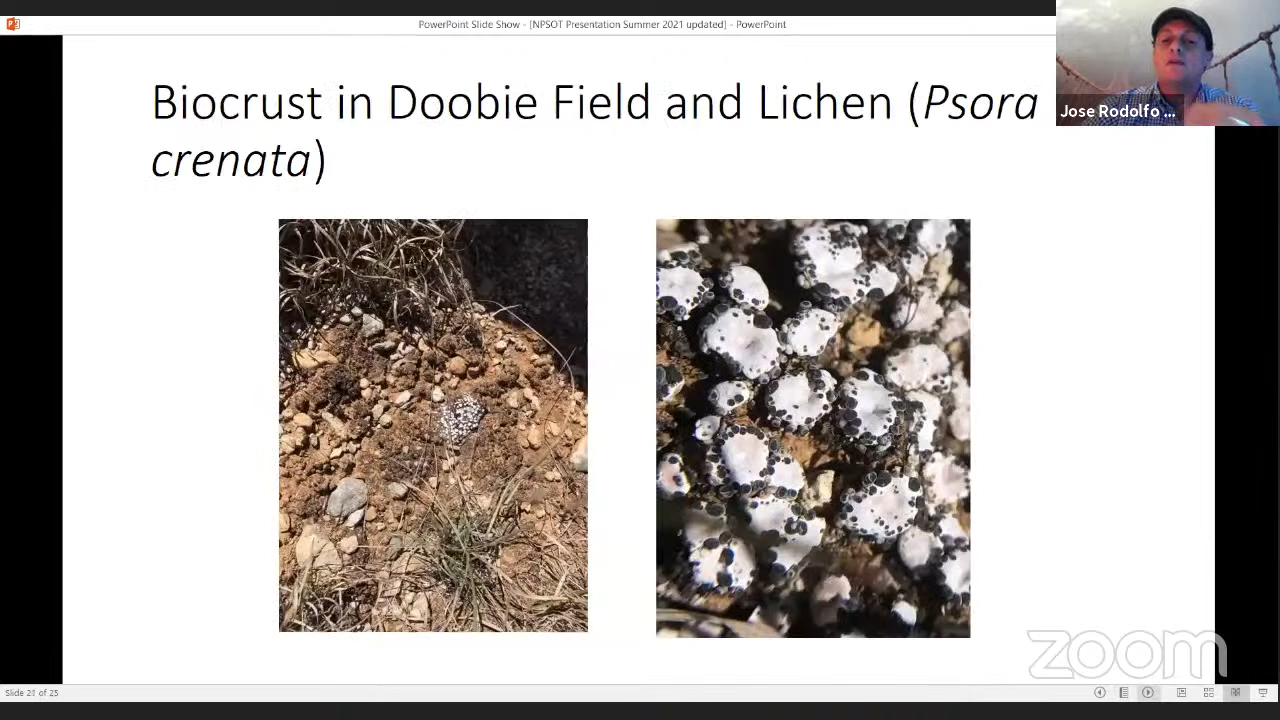 PowerPoint Slide Show - [NPSOT Presentation Summer 2021 updated] - PowerPoint
Biocrust in Doobie Field and Lichen (Psora
crenata)
Jose Rodolfo ...
zoom
Slide 21 of 25